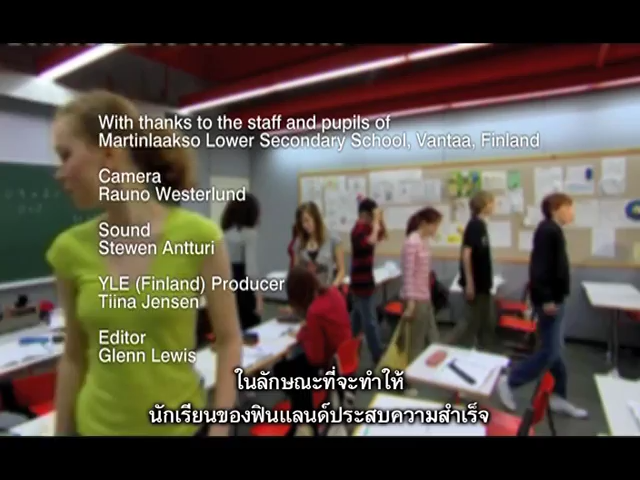 With thanks to the staff and pupils of
Martinlaakso Lower Secondary School, Vantaa, Finland
Camera
Rauno Westerlund
Sound
Stewen Antturi
YLE (Finland) Producer
Tiina Jensen
Editor
Glenn Lewis
ในลักษณะที่จะทำให้
นักเรียนของฟินแลนด์ประสบความสำเร็จ